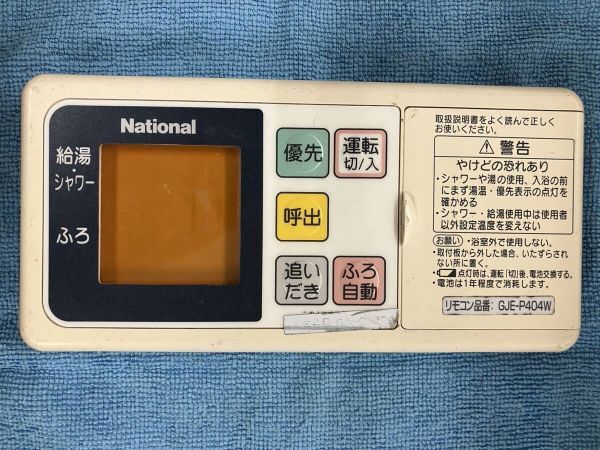 National
給湯
・
シャワー
ふろ
優先
運転
切/入
呼出
追い
だき
ふろ
自動
取扱説明書をよく読んで正しく
お使いください。
⚠ 警告
やけどの恐れあり
・シャワーや湯の使用、入浴の前
にまず湯温・優先表示の点灯を
確かめる
・シャワー・給湯使用中は使用者
以外設定温度を変えない
お願い ・浴室外で使用しない。
・取付板から外した場合、いたずらされ
ない所に置く。
・点灯時は、運転「切」後、電池交換する。
・電池は1年程度で消耗します。
リモコン品番：GJE-P404W